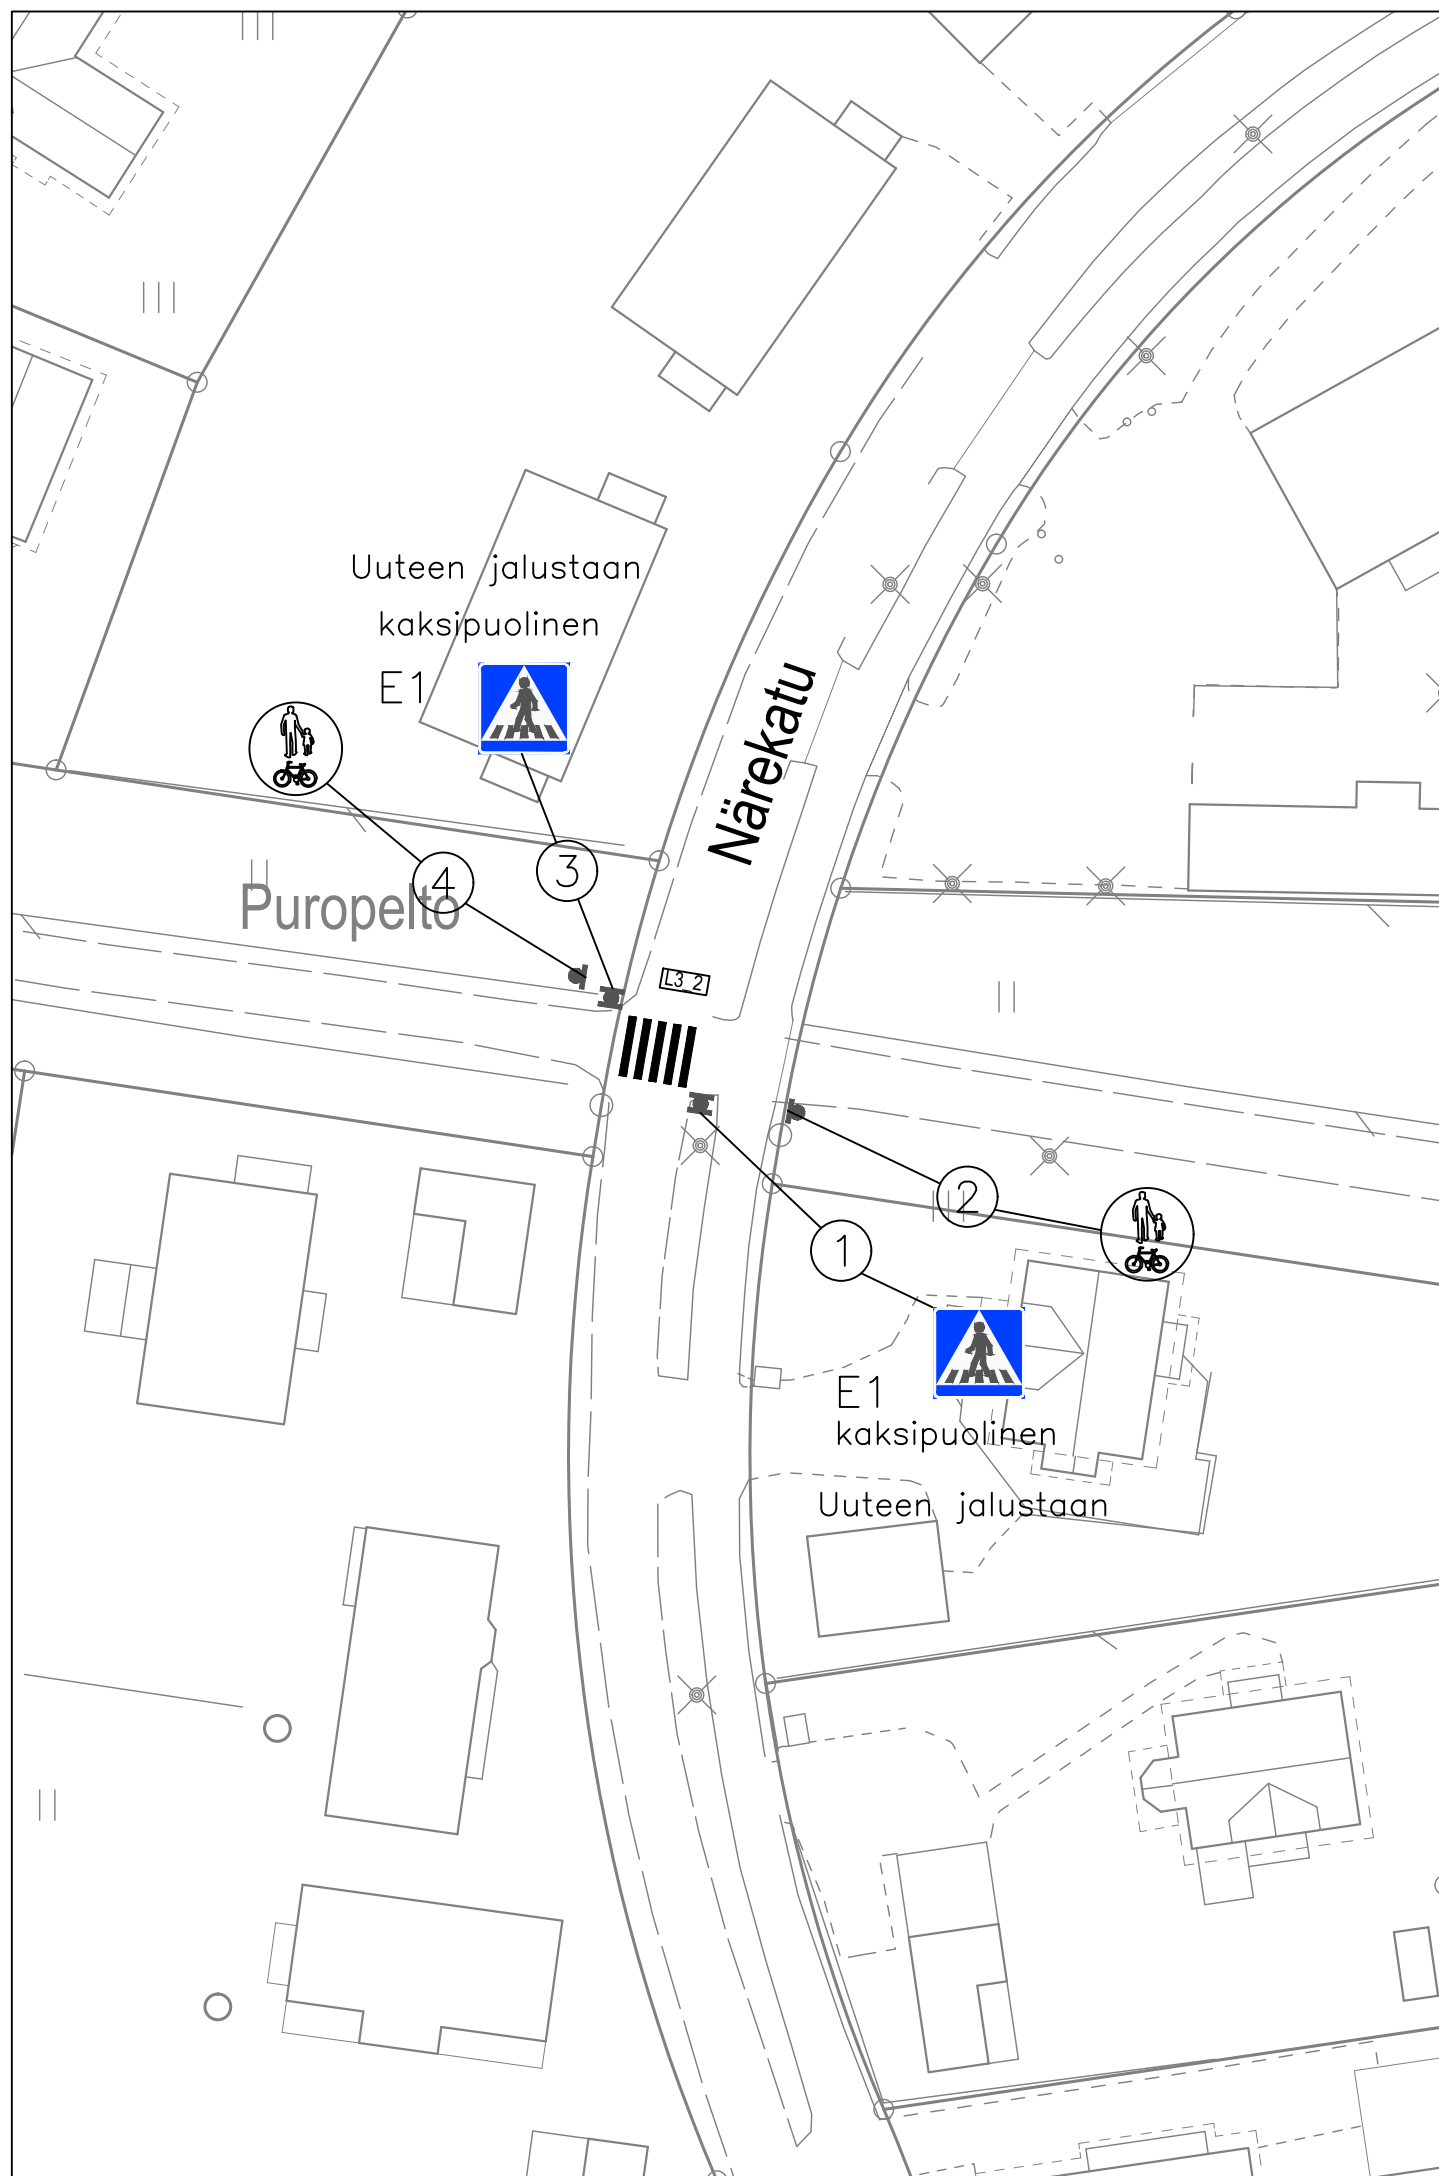 Uuteen jalustaan
kaksipuolinen
E1
Närekatu
4
3
Puropelto
L3_2
2
1
E1
kaksipuolinen
Uuteen jalustaan